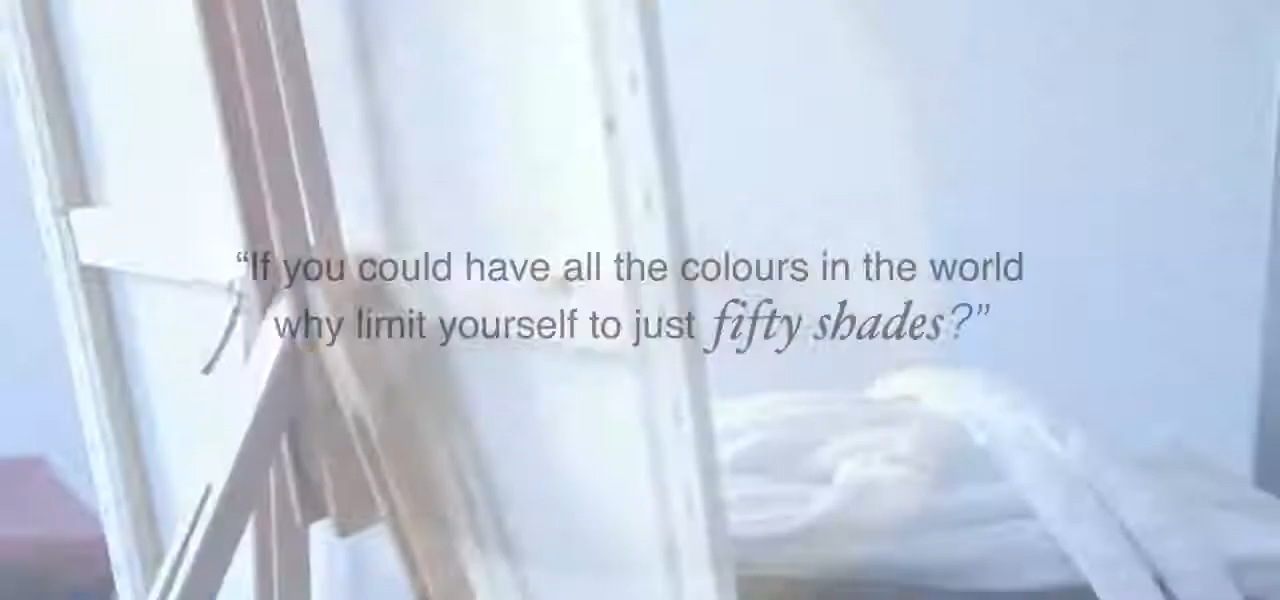 “If you could have all the colours in the world
why limit yourself to just fifty shades?”